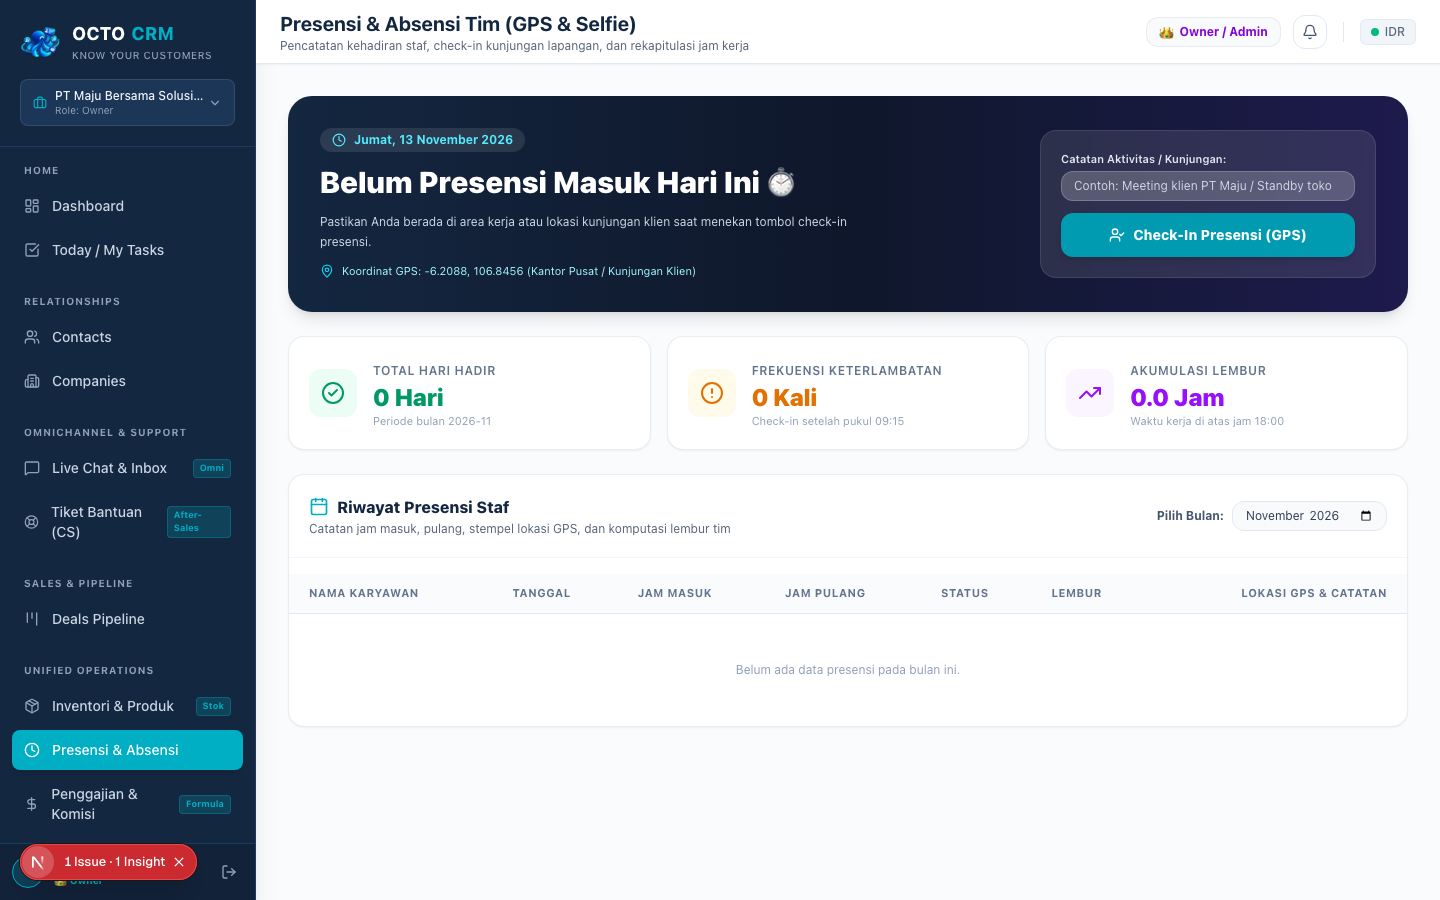 OCTO CRM
KNOW YOUR CUSTOMERS
PT Maju Bersama Solusi...
Role: Owner
HOME
Dashboard
Today / My Tasks
RELATIONSHIPS
Contacts
Companies
OMNICHANNEL & SUPPORT
Live Chat & Inbox
Omni
Tiket Bantuan
(CS)
After-
Sales
SALES & PIPELINE
Deals Pipeline
UNIFIED OPERATIONS
Inventori & Produk
Stok
Presensi & Absensi
Penggajian &
Komisi
Formula
N
1 Issue · 1 Insight
Owner
Presensi & Absensi Tim (GPS & Selfie)
Pencatatan kehadiran staf, check-in kunjungan lapangan, dan rekapitulasi jam kerja
Owner / Admin
IDR
Jumat, 13 November 2026
Belum Presensi Masuk Hari Ini
Pastikan Anda berada di area kerja atau lokasi kunjungan klien saat menekan tombol check-in
presensi.
Koordinat GPS: -6.2088, 106.8456 (Kantor Pusat / Kunjungan Klien)
Catatan Aktivitas / Kunjungan:
Contoh: Meeting klien PT Maju / Standby toko
Check-In Presensi (GPS)
TOTAL HARI HADIR
0 Hari
Periode bulan 2026-11
FREKUENSI KETERLAMBATAN
0 Kali
Check-in setelah pukul 09:15
AKUMULASI LEMBUR
0.0 Jam
Waktu kerja di atas jam 18:00
Riwayat Presensi Staf
Catatan jam masuk, pulang, stempel lokasi GPS, dan komputasi lembur tim
Pilih Bulan:
November 2026
NAMA KARYAWAN
TANGGAL
JAM MASUK
JAM PULANG
STATUS
LEMBUR
LOKASI GPS & CATATAN
Belum ada data presensi pada bulan ini.